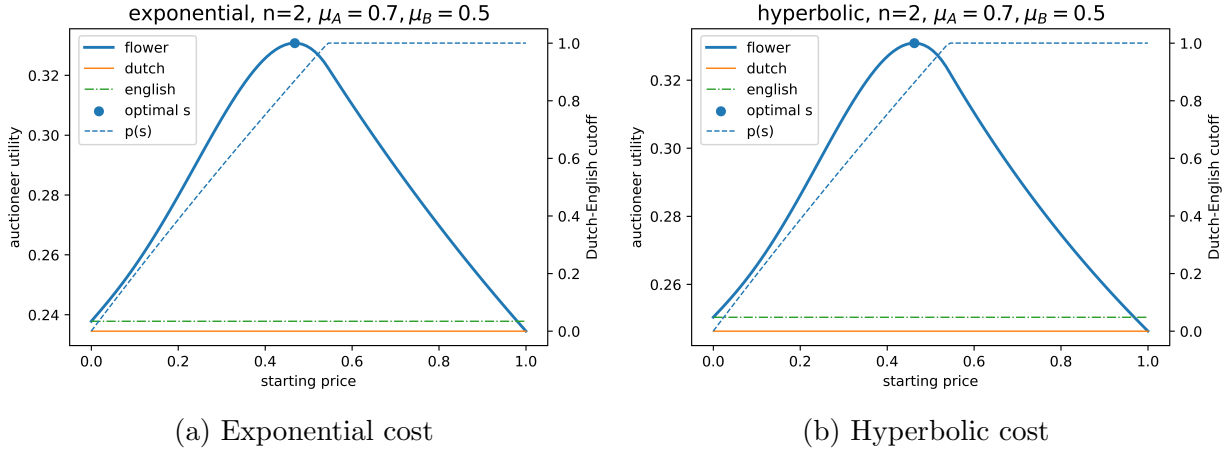 exponential, n=2, μ_A = 0.7, μ_B = 0.5
flower
dutch
english
optimal s
p(s)
auctioneer utility
0.32
0.30
0.28
0.26
0.24
Dutch-English cutoff
1.0
0.8
0.6
0.4
0.2
0.0
0.0 0.2 0.4 0.6 0.8 1.0
starting price
(a) Exponential cost
hyperbolic, n=2, μ_A = 0.7, μ_B = 0.5
flower
dutch
english
optimal s
p(s)
auctioneer utility
0.32
0.30
0.28
0.26
Dutch-English cutoff
1.0
0.8
0.6
0.4
0.2
0.0
0.0 0.2 0.4 0.6 0.8 1.0
starting price
(b) Hyperbolic cost